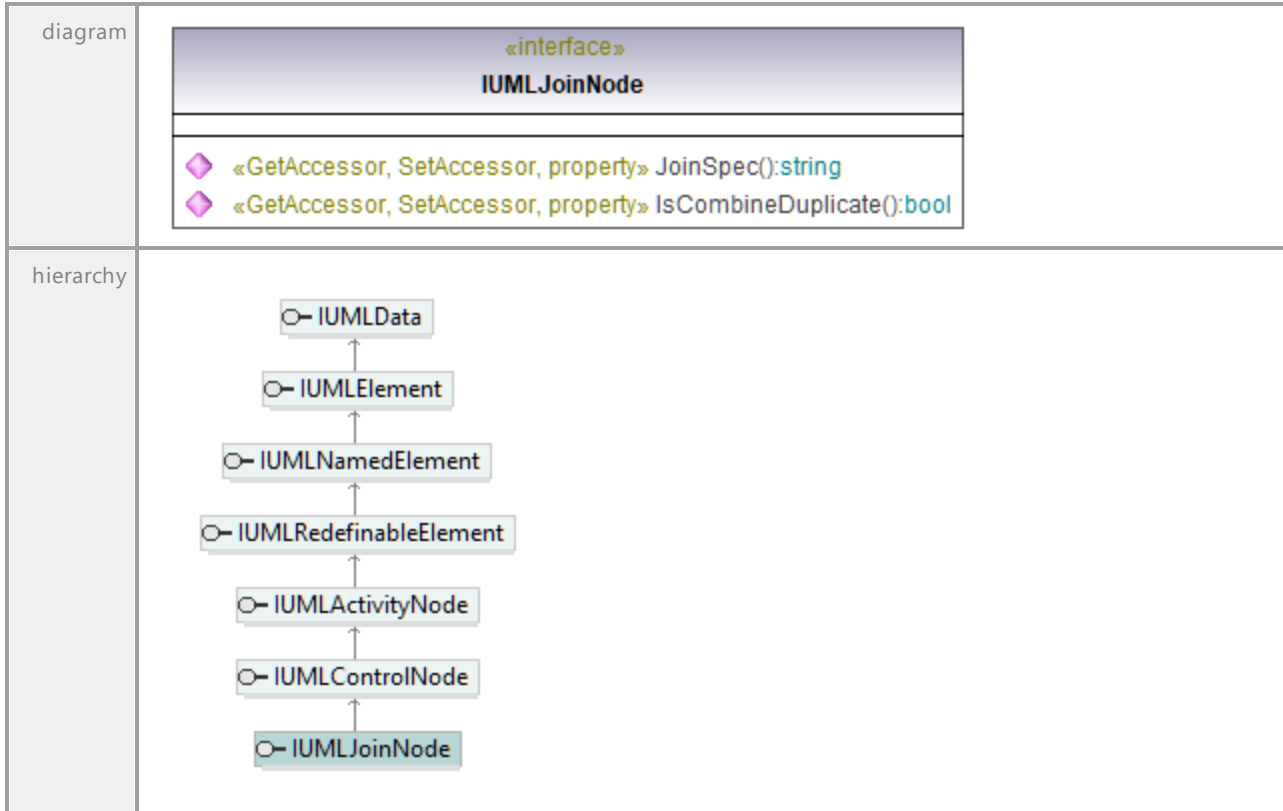 diagram
«interface»
IUMLJoinNode
«GetAccessor, SetAccessor, property» JoinSpec():string
«GetAccessor, SetAccessor, property» IsCombineDuplicate():bool
hierarchy
IUMLData
IUMLElement
IUMLNamedElement
IUMLRedefinableElement
IUMLActivityNode
IUMLControlNode
IUMLJoinNode